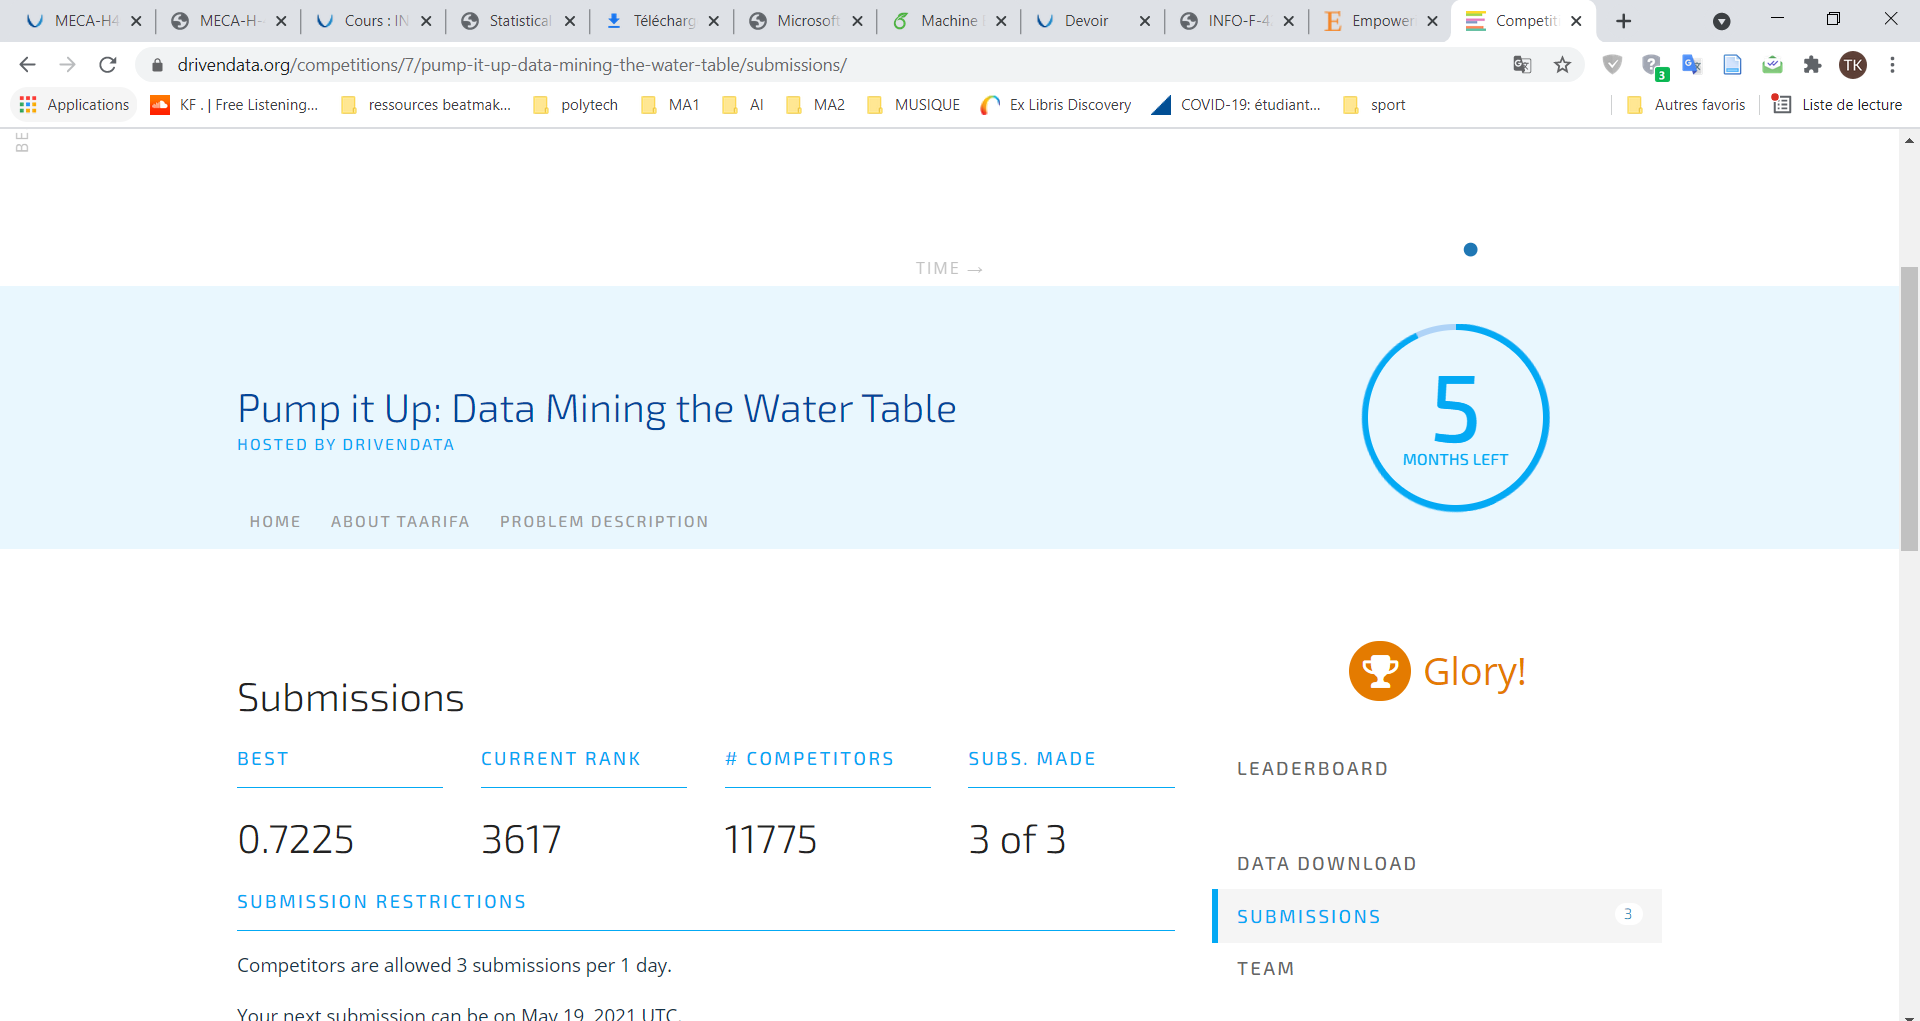 MECA-H4
MECA-H-
Cours : IN
Statistical
Télécharg
Microsoft
Machine
Devoir
INFO-F-4
Empower
Competit
drivendata.org/competitions/7/pump-it-up-data-mining-the-water-table/submissions/
3
TK
Applications
KF . | Free Listening...
ressources beatmak...
polytech
MA1
AI
MA2
MUSIQUE
Ex Libris Discovery
COVID-19: étudiant...
sport
Autres favoris
Liste de lecture
BE
TIME →
Pump it Up: Data Mining the Water Table
HOSTED BY DRIVENDATA
5
MONTHS LEFT
HOME ABOUT TAARIFA PROBLEM DESCRIPTION
Glory!
Submissions
BEST CURRENT RANK # COMPETITORS SUBS. MADE
0.7225 3617 11775 3 of 3
SUBMISSION RESTRICTIONS
Competitors are allowed 3 submissions per 1 day.
Your next submission can be on May 19, 2021 UTC.
LEADERBOARD
DATA DOWNLOAD
SUBMISSIONS 3
TEAM